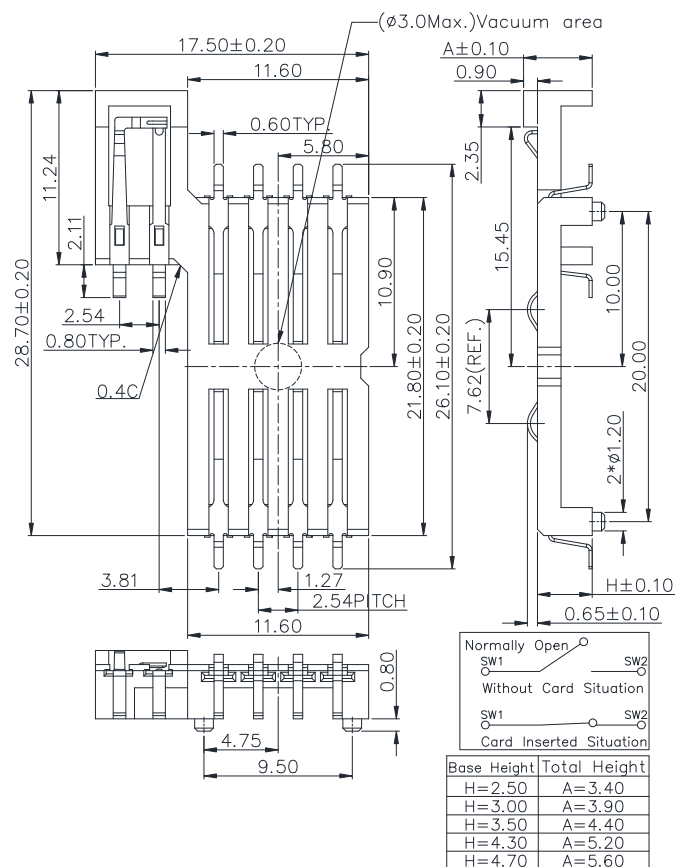 (ø3.0Max.)Vacuum area
17.50±0.20
11.60
A±0.10
0.90
0.60TYP.
5.80
2.35
11.24
2.11
28.70±0.20
2.54
0.80TYP.
0.4C
10.90
21.80±0.20
26.10±0.20
15.45
7.62(REF.)
10.00
20.00
2*ø1.20
3.81
1.27
2.54PITCH
11.60
H±0.10
0.65±0.10
0.80
4.75
9.50
Normally Open
SW1 SW2
Without Card Situation
SW1 SW2
Card Inserted Situation
Base Height Total Height
H=2.50 A=3.40
H=3.00 A=3.90
H=3.50 A=4.40
H=4.30 A=5.20
H=4.70 A=5.60